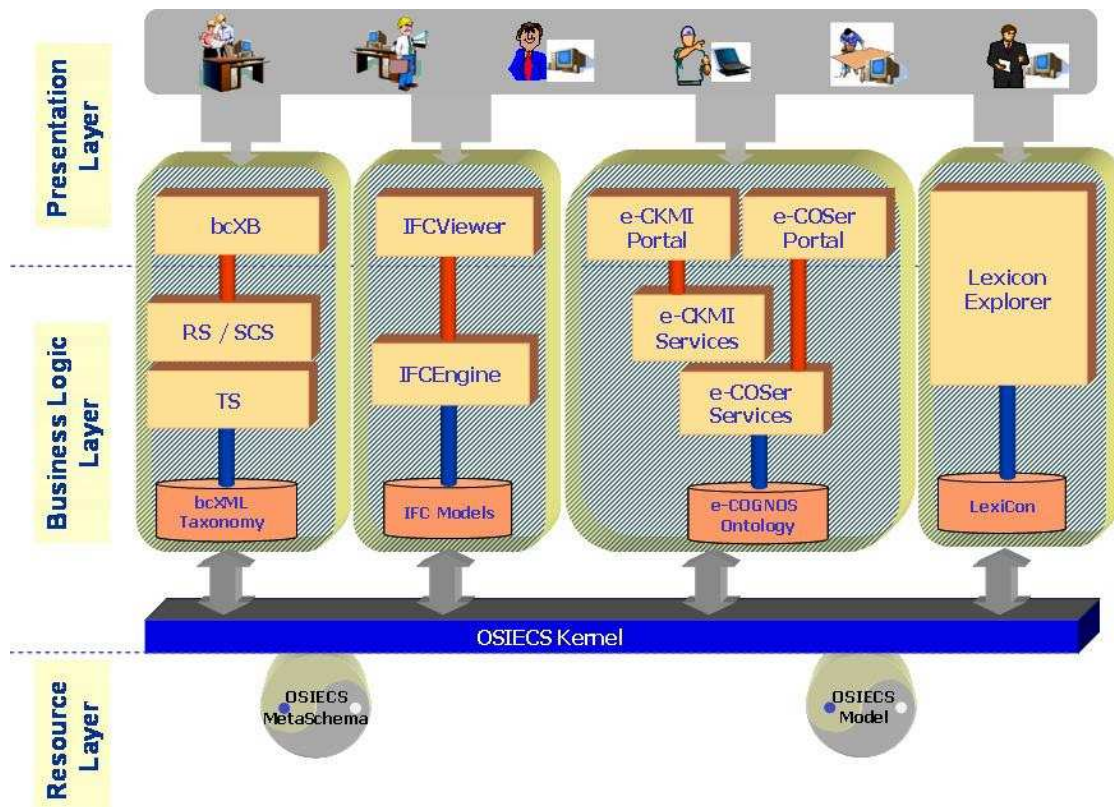 Presentation
Layer
bcXB
IFCViewer
e-CKMI
Portal
e-COSer
Portal
Lexicon
Explorer
Business Logic
Layer
RS / SCS
TS
IFCEngine
e-CKMI
Services
e-COSer
Services
bcXML
Taxonomy
IFC Models
e-COGNOS
Ontology
LexiCon
OSIECS Kernel
Resource
Layer
OSIECS
MetaSchema
OSIECS
Model